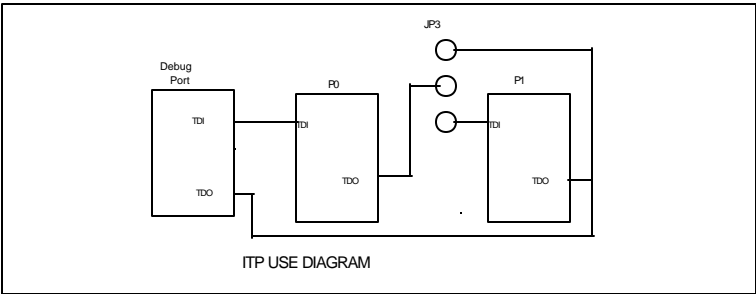 JP3
Debug
Port
P0
P1
TDI
TDI
TDI
TDO
TDO
TDO
ITP USE DIAGRAM